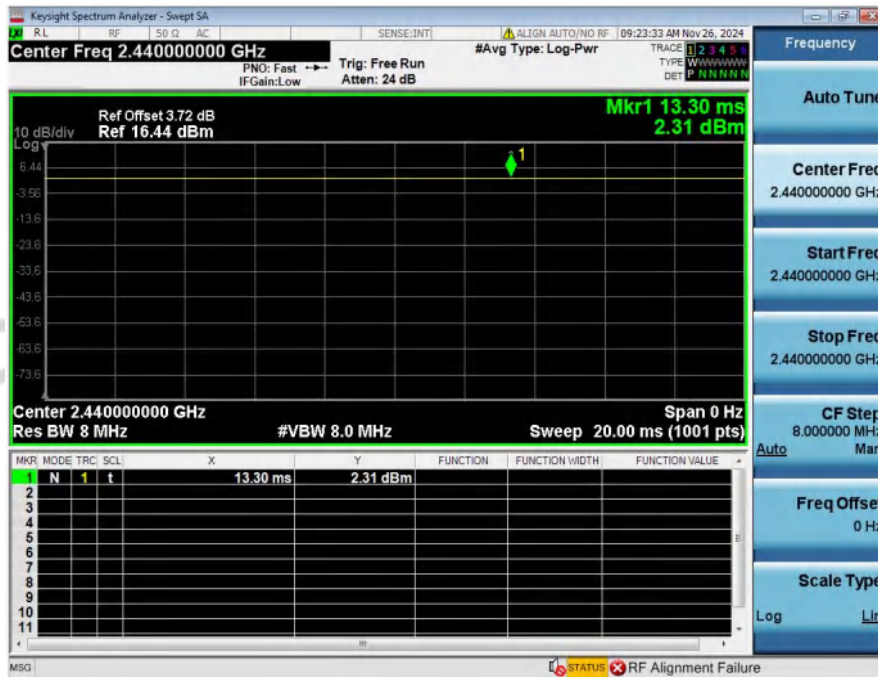 Keysight Spectrum Analyzer - Swept SA
LXI RL RF 50 Ω AC SENSE:INT ALIGN AUTO/NO RF 09:23:33 AM Nov 26, 2024
Center Freq 2.440000000 GHz
PNO: Fast
IFGain:Low
Trig: Free Run
Atten: 24 dB
#Avg Type: Log-Pwr
TRACE 1 2 3 4 5 6
TYPE WWWWWW
DET P N N N N N
Mkr1 13.30 ms
2.31 dBm
Ref Offset 3.72 dB
10 dB/div Ref 16.44 dBm
Log
1
6.44
-3.56
-13.6
-23.6
-33.6
-43.6
-53.6
-63.6
-73.6
Center 2.440000000 GHz Span 0 Hz
Res BW 8 MHz #VBW 8.0 MHz Sweep 20.00 ms (1001 pts)
MKR MODE TRC SCL X Y FUNCTION FUNCTION WIDTH FUNCTION VALUE
1 N 1 t 13.30 ms 2.31 dBm
2
3
4
5
6
7
8
9
10
11
MSG STATUS RF Alignment Failure
Frequency
Auto Tune
Center Freq
2.440000000 GHz
Start Freq
2.440000000 GHz
Stop Freq
2.440000000 GHz
CF Step
8.000000 MHz
Auto Man
Freq Offset
0 Hz
Scale Type
Log Lin